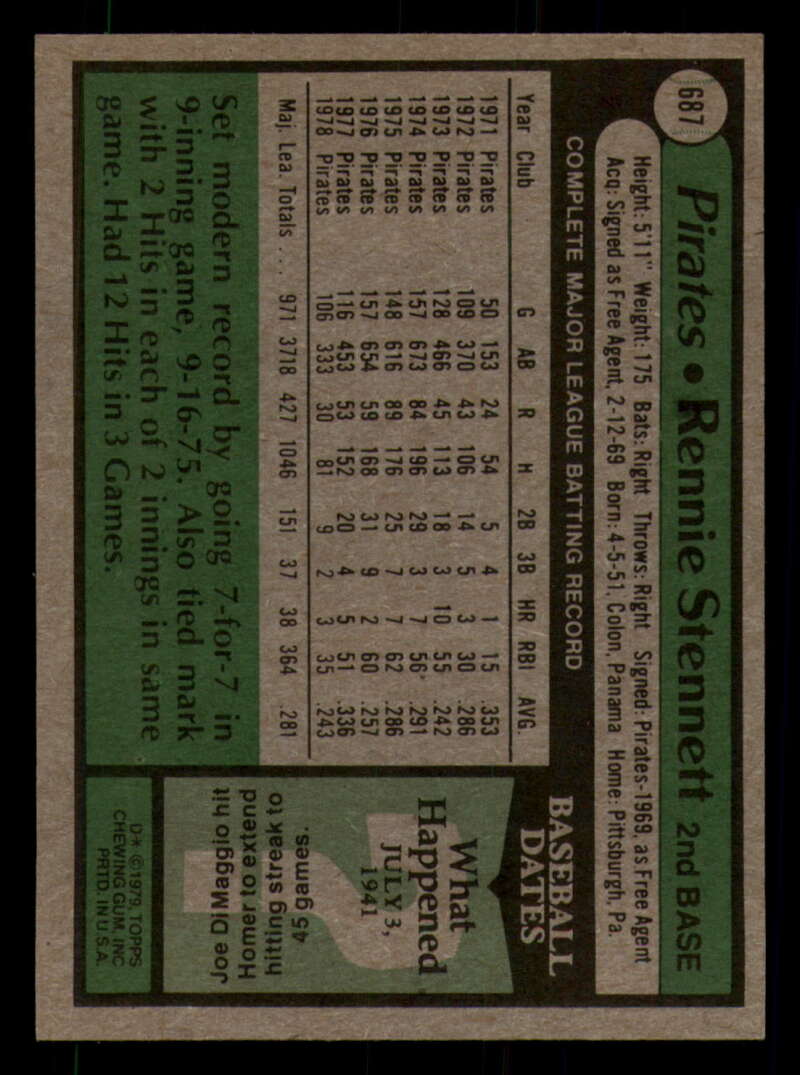 687
Pirates • Rennie Stennett 2nd BASE
Height: 5'11" Weight: 175 Bats: Right Throws: Right Signed: Pirates-1969, as Free Agent
Acq: Signed as Free Agent, 2-12-69 Born: 4-5-51, Colon, Panama Home: Pittsburgh, Pa.
COMPLETE MAJOR LEAGUE BATTING RECORD
Year Club G AB R H 2B 3B HR RBI AVG.
1971 Pirates 50 153 24 54 5 4 1 15 .353
1972 Pirates 109 370 43 106 14 5 3 30 .286
1973 Pirates 128 466 45 113 18 3 10 55 .242
1974 Pirates 157 673 84 196 29 3 7 56 .291
1975 Pirates 148 616 89 176 25 7 7 62 .286
1976 Pirates 157 654 59 168 31 9 2 60 .257
1977 Pirates 116 453 53 152 20 4 5 51 .336
1978 Pirates 106 333 30 81 9 2 3 35 .243
Maj. Lea. Totals . . . 971 3718 427 1046 151 37 38 364 .281
Set modern record by going 7-for-7 in
9-inning game, 9-16-75. Also tied mark
with 2 Hits in each of 2 innings in same
game. Had 12 Hits in 3 Games.
BASEBALL
DATES
What
Happened
JULY 3,
1941
?
Joe DiMaggio hit
Homer to extend
hitting streak to
45 games.
D* © 1979, TOPPS
CHEWING GUM, INC
PRTD. IN U.S.A.